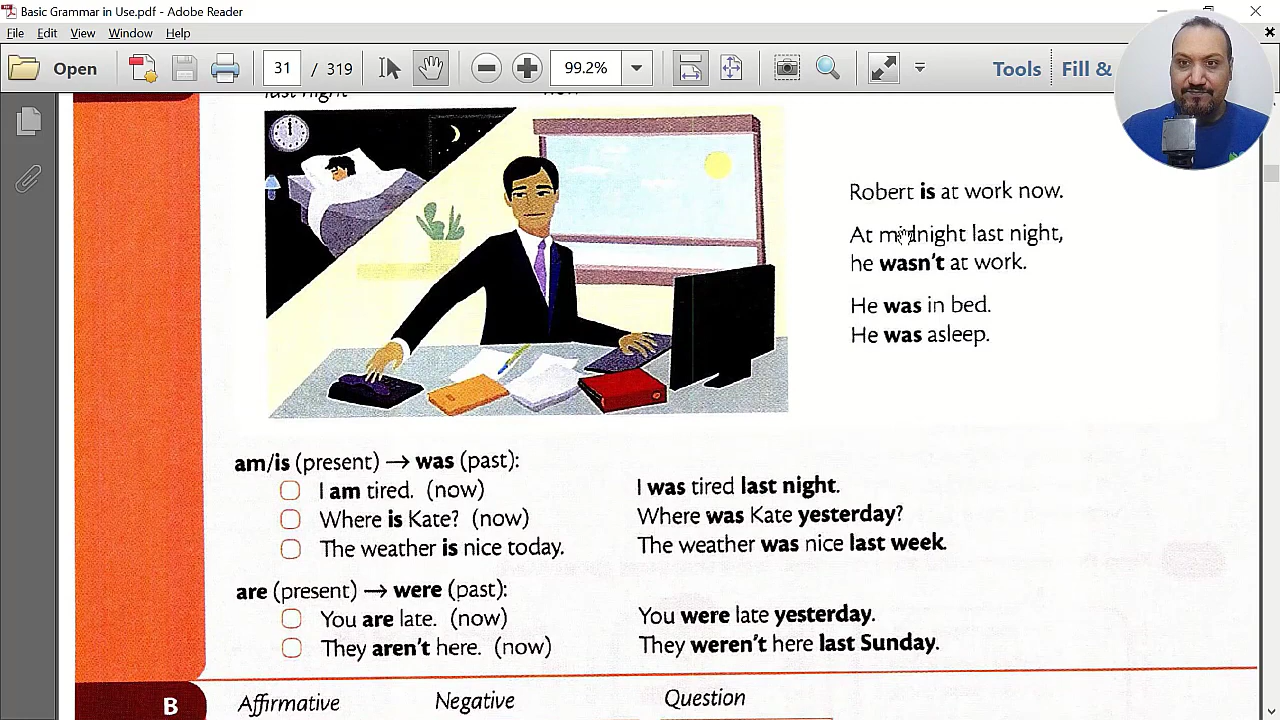 Basic Grammar in Use.pdf - Adobe Reader
File Edit View Window Help
Open 31 / 319 99.2% Tools Fill &
last night now
Robert is at work now.
At midnight last night,
he wasn't at work.
He was in bed.
He was asleep.
am/is (present) → was (past):
I am tired. (now) I was tired last night.
Where is Kate? (now) Where was Kate yesterday?
The weather is nice today. The weather was nice last week.
are (present) → were (past):
You are late. (now) You were late yesterday.
They aren't here. (now) They weren't here last Sunday.
B Affirmative Negative Question